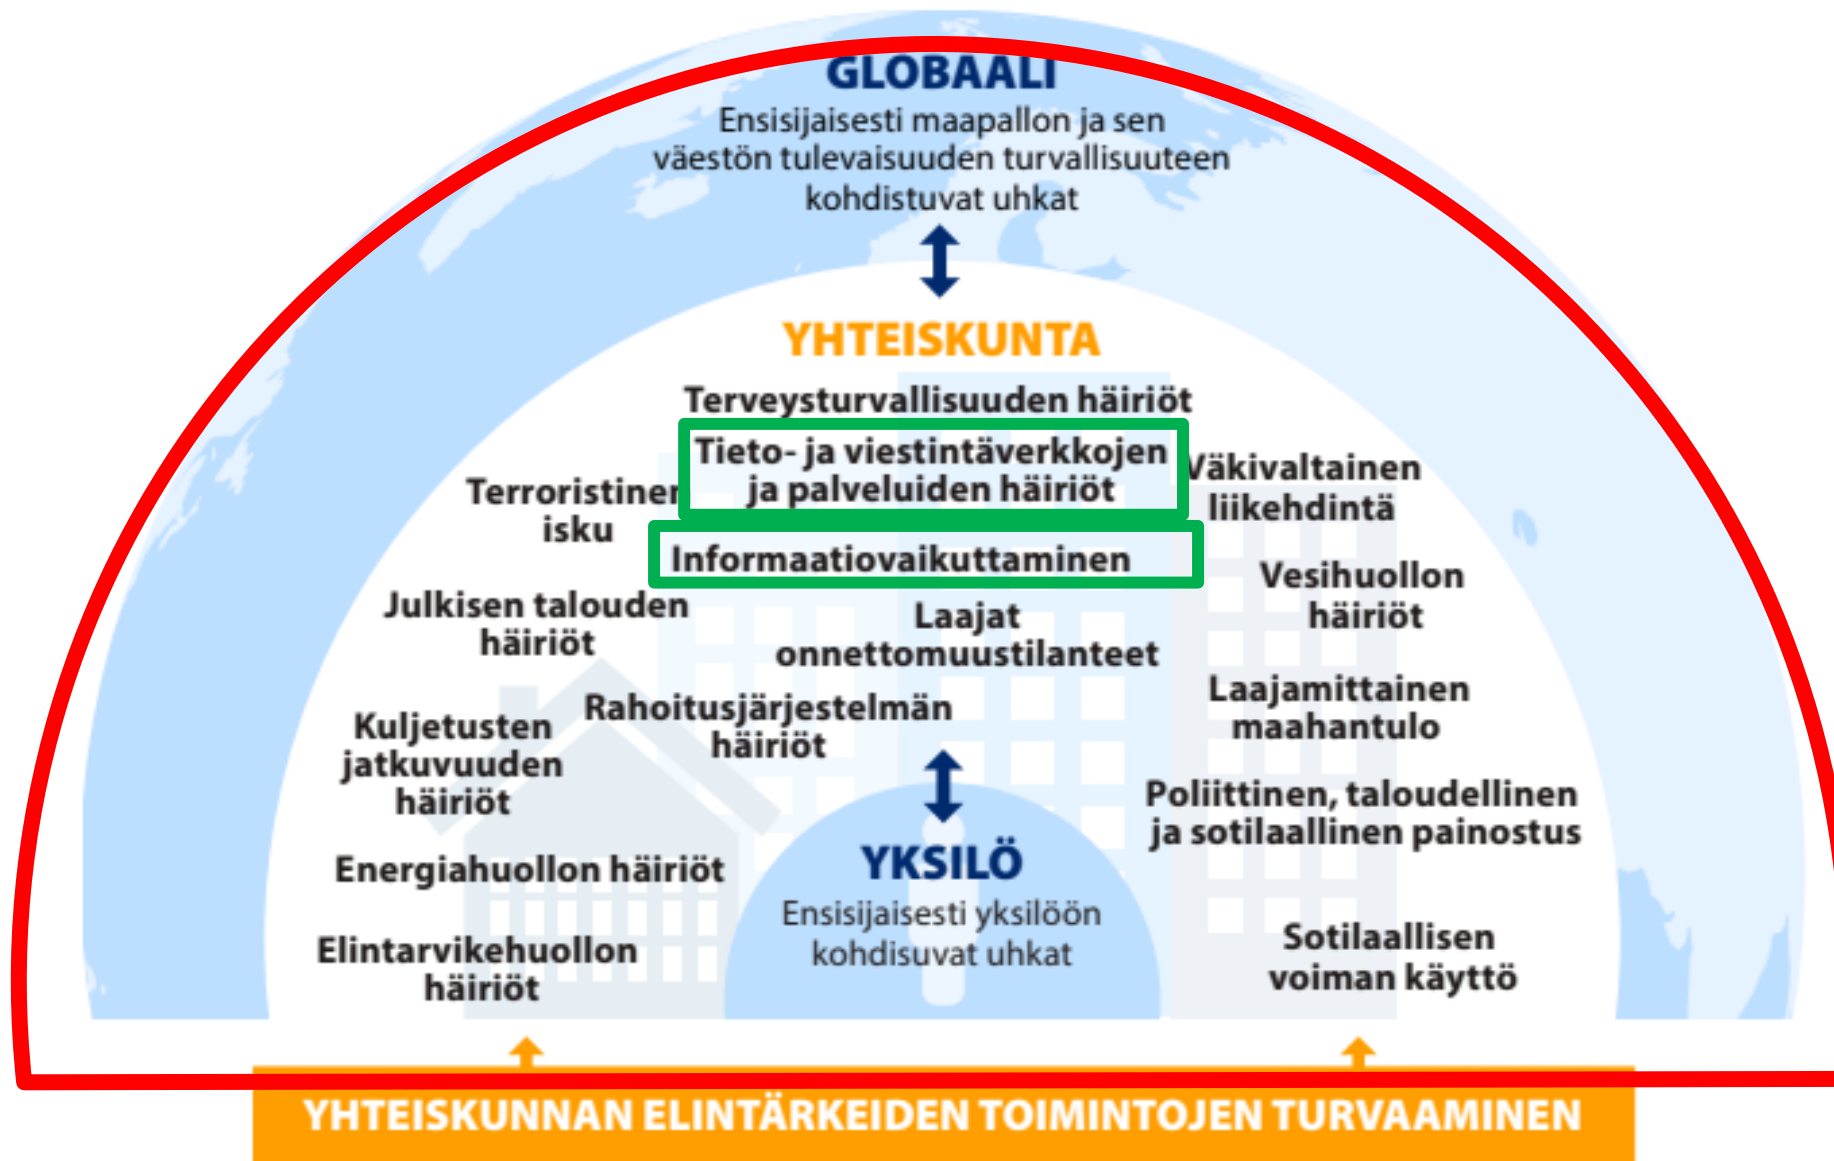 GLOBAALI
Ensisijaisesti maapallon ja sen
väestön tulevaisuuden turvallisuuteen
kohdistuvat uhkat
YHTEISKUNTA
Terveysturvallisuuden häiriöt
Tieto- ja viestintäverkkojen
ja palveluiden häiriöt
Terroristinen
isku
Väkivaltainen
liikehdintä
Informaatiovaikuttaminen
Vesihuollon
häiriöt
Julkisen talouden
häiriöt
Laajat
onnettomuustilanteet
Laajamittainen
maahantulo
Kuljetusten
jatkuvuuden
häiriöt
Rahoitusjärjestelmän
häiriöt
Poliittinen, taloudellinen
ja sotilaallinen painostus
Energiahuollon häiriöt
YKSILÖ
Ensisijaisesti yksilöön
kohdisuvat uhkat
Elintarvikehuollon
häiriöt
Sotilaallisen
voiman käyttö
YHTEISKUNNAN ELINTÄRKEIDEN TOIMINTOJEN TURVAAMINEN